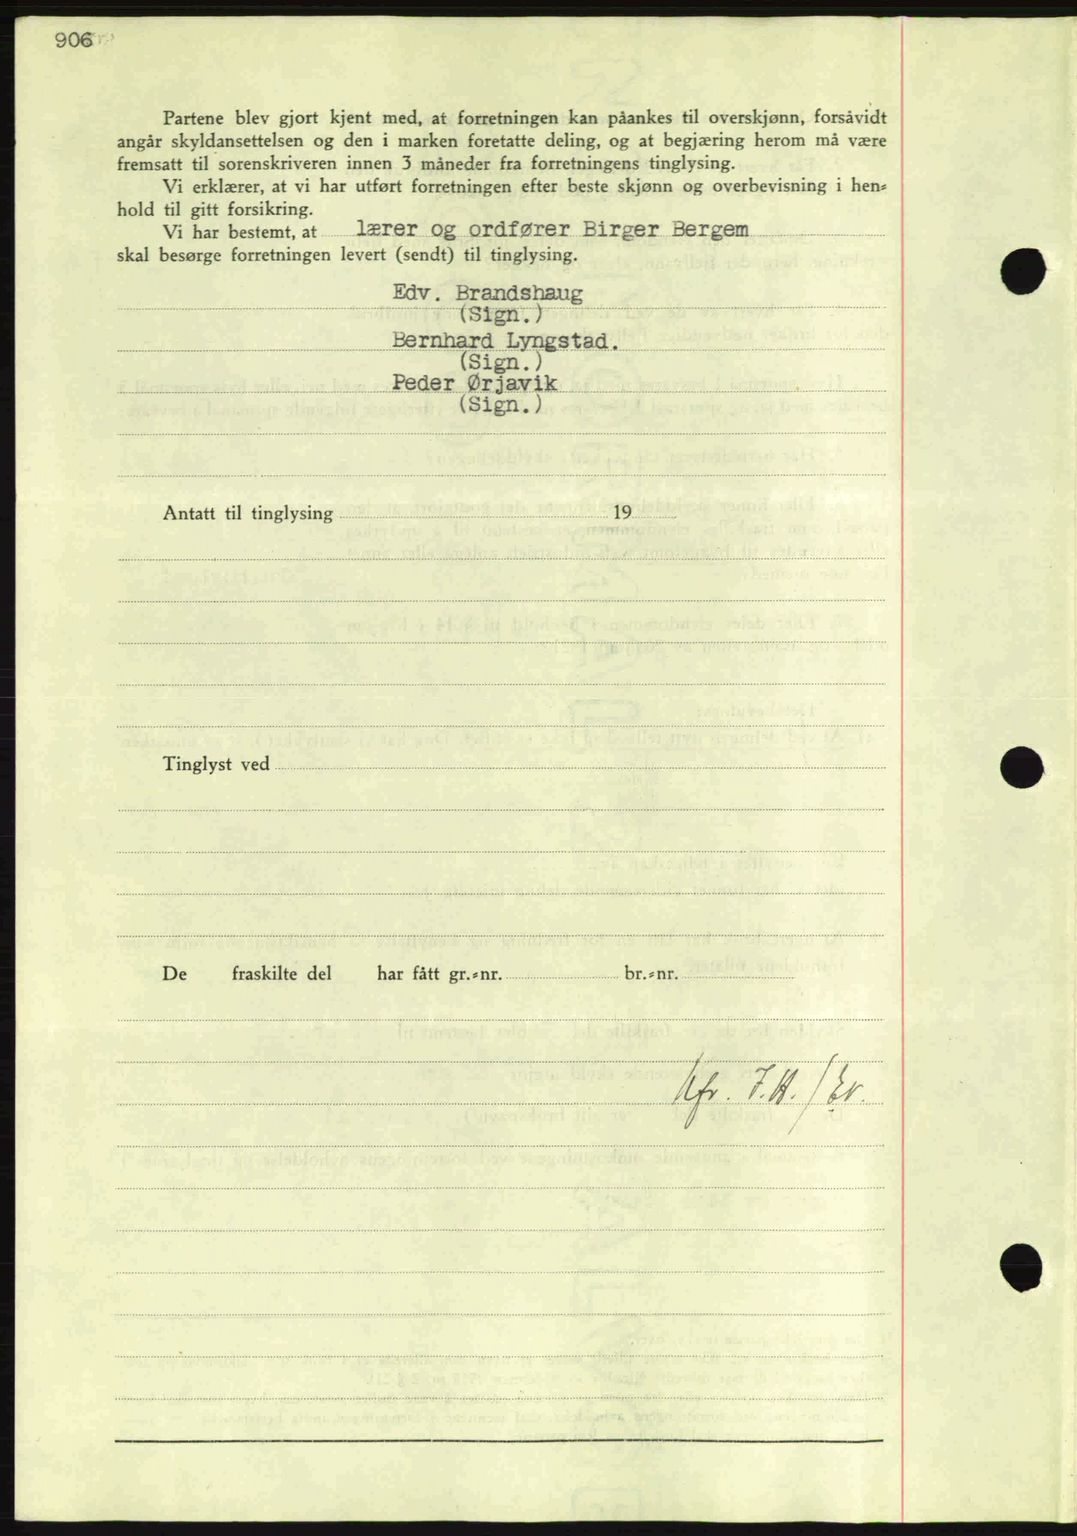 906
Partene blev gjort kjent med, at forretningen kan påankes til overskjønn, forsåvidt
angår skyldansettelsen og den i marken foretatte deling, og at begjæring herom må være
fremsatt til sorenskriveren innen 3 måneder fra forretningens tinglysing.
Vi erklærer, at vi har utført forretningen efter beste skjønn og overbevisning i hen-
hold til gitt forsikring.
Vi har bestemt, at lærer og ordfører Birger Bergem
skal besørge forretningen levert (sendt) til tinglysing.
Edv. Brandshaug
(Sign.)
Bernhard Lyngstad.
(Sign.)
Peder Ørjavik
(Sign.)
Antatt til tinglysing 19
Tinglyst ved
De fraskilte del har fått gr.-nr. br.-nr.